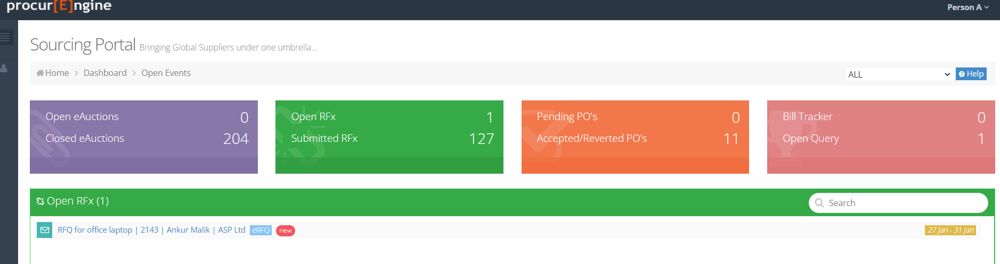 procur[E]ngine
Person A
Sourcing Portal Bringing Global Suppliers under one umbrella...
Home > Dashboard > Open Events
ALL
Help
Open eAuctions 0
Closed eAuctions 204
Open RFx 1
Submitted RFx 127
Pending PO's 0
Accepted/Reverted PO's 11
Bill Tracker 0
Open Query 1
Open RFx (1)
Search
RFQ for office laptop | 2143 | Ankur Malik | ASP Ltd eRFQ new 27 Jan - 31 Jan